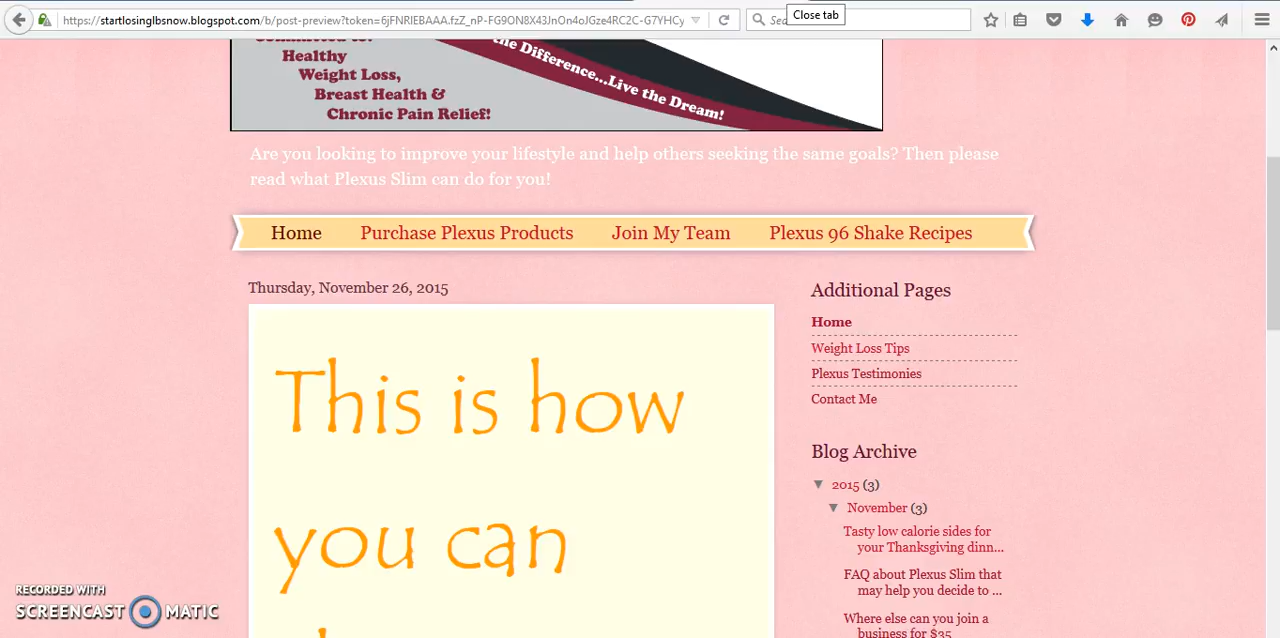 https://startlosinglbsnow.blogspot.com/b/post-preview?token=6jFNRIEBAAA.fzZ_nP-FG9ON8X43JnOn4oJGze4RC2C-G7YHCy
Close tab
Committed to:
Healthy
Weight Loss,
Breast Health &
Chronic Pain Relief!
the Difference...Live the Dream!
Are you looking to improve your lifestyle and help others seeking the same goals? Then please
read what Plexus Slim can do for you!
Home Purchase Plexus Products Join My Team Plexus 96 Shake Recipes
Thursday, November 26, 2015
This is how
you can
Additional Pages
Home
Weight Loss Tips
Plexus Testimonies
Contact Me
Blog Archive
▼ 2015 (3)
▼ November (3)
Tasty low calorie sides for
your Thanksgiving dinn...
FAQ about Plexus Slim that
may help you decide to ...
Where else can you join a
business for $35
RECORDED WITH
SCREENCAST MATIC